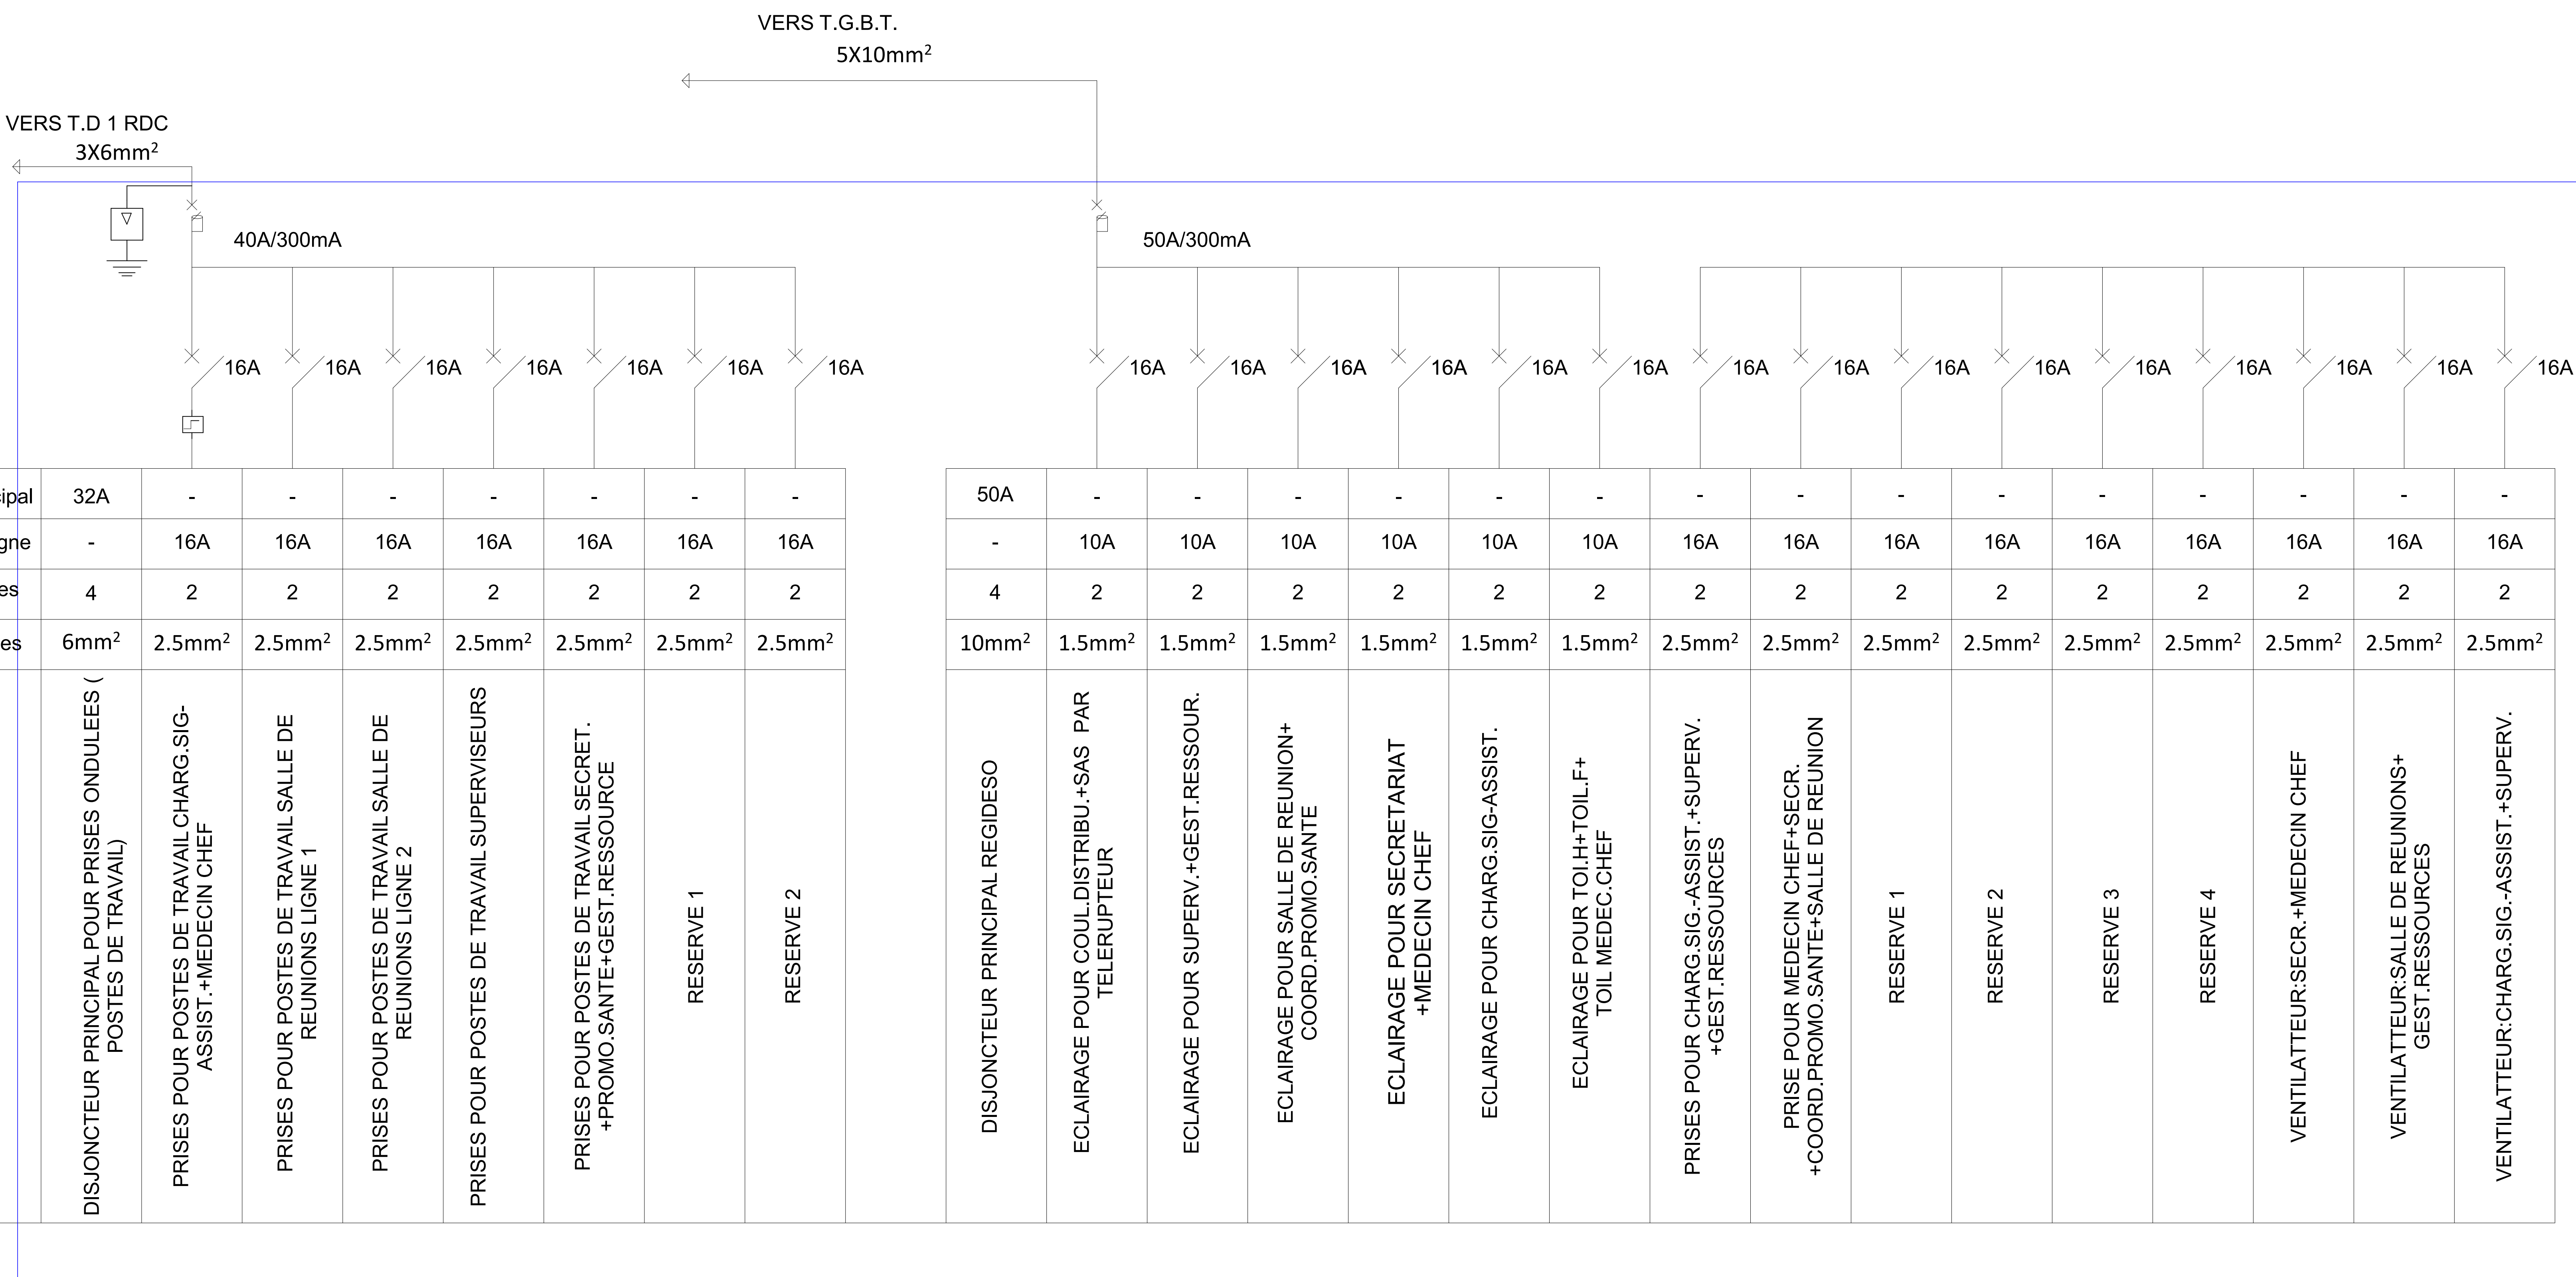 VERS T.G.B.T.
5X10mm²
VERS T.D 1 RDC
3X6mm²
40A/300mA
50A/300mA
16A 16A 16A 16A 16A 16A 16A
16A 16A 16A 16A 16A 16A 16A 16A 16A 16A 16A 16A 16A 16A 16A
cipal 32A - - - - - - -
50A - - - - - - - - - - - - - - -
gne - 16A 16A 16A 16A 16A 16A 16A
- 10A 10A 10A 10A 10A 10A 16A 16A 16A 16A 16A 16A 16A 16A 16A
es 4 2 2 2 2 2 2 2
4 2 2 2 2 2 2 2 2 2 2 2 2 2 2 2
es 6mm² 2.5mm² 2.5mm² 2.5mm² 2.5mm² 2.5mm² 2.5mm² 2.5mm²
10mm² 1.5mm² 1.5mm² 1.5mm² 1.5mm² 1.5mm² 1.5mm² 2.5mm² 2.5mm² 2.5mm² 2.5mm² 2.5mm² 2.5mm² 2.5mm² 2.5mm² 2.5mm²
DISJONCTEUR PRINCIPAL POUR PRISES ONDULEES (
POSTES DE TRAVAIL)
PRISES POUR POSTES DE TRAVAIL CHARG.SIG-
ASSIST.+MEDECIN CHEF
PRISES POUR POSTES DE TRAVAIL SALLE DE
REUNIONS LIGNE 1
PRISES POUR POSTES DE TRAVAIL SALLE DE
REUNIONS LIGNE 2
PRISES POUR POSTES DE TRAVAIL SUPERVISEURS
PRISES POUR POSTES DE TRAVAIL SECRET.
+PROMO.SANTE+GEST.RESSOURCE
RESERVE 1
RESERVE 2
DISJONCTEUR PRINCIPAL REGIDESO
ECLAIRAGE POUR COUL.DISTRIBU.+SAS PAR
TELERUPTEUR
ECLAIRAGE POUR SUPERV.+GEST.RESSOUR.
ECLAIRAGE POUR SALLE DE REUNION+
COORD.PROMO.SANTE
ECLAIRAGE POUR SECRETARIAT
+MEDECIN CHEF
ECLAIRAGE POUR CHARG.SIG-ASSIST.
ECLAIRAGE POUR TOI.H+TOIL.F+
TOIL MEDEC.CHEF
PRISES POUR CHARG.SIG.-ASSIST.+SUPERV.
+GEST.RESSOURCES
PRISE POUR MEDECIN CHEF+SECR.
+COORD.PROMO.SANTE+SALLE DE REUNION
RESERVE 1
RESERVE 2
RESERVE 3
RESERVE 4
VENTILATTEUR:SECR.+MEDECIN CHEF
VENTILATTEUR:SALLE DE REUNIONS+
GEST.RESSOURCES
VENTILATTEUR:CHARG.SIG.-ASSIST.+SUPERV.